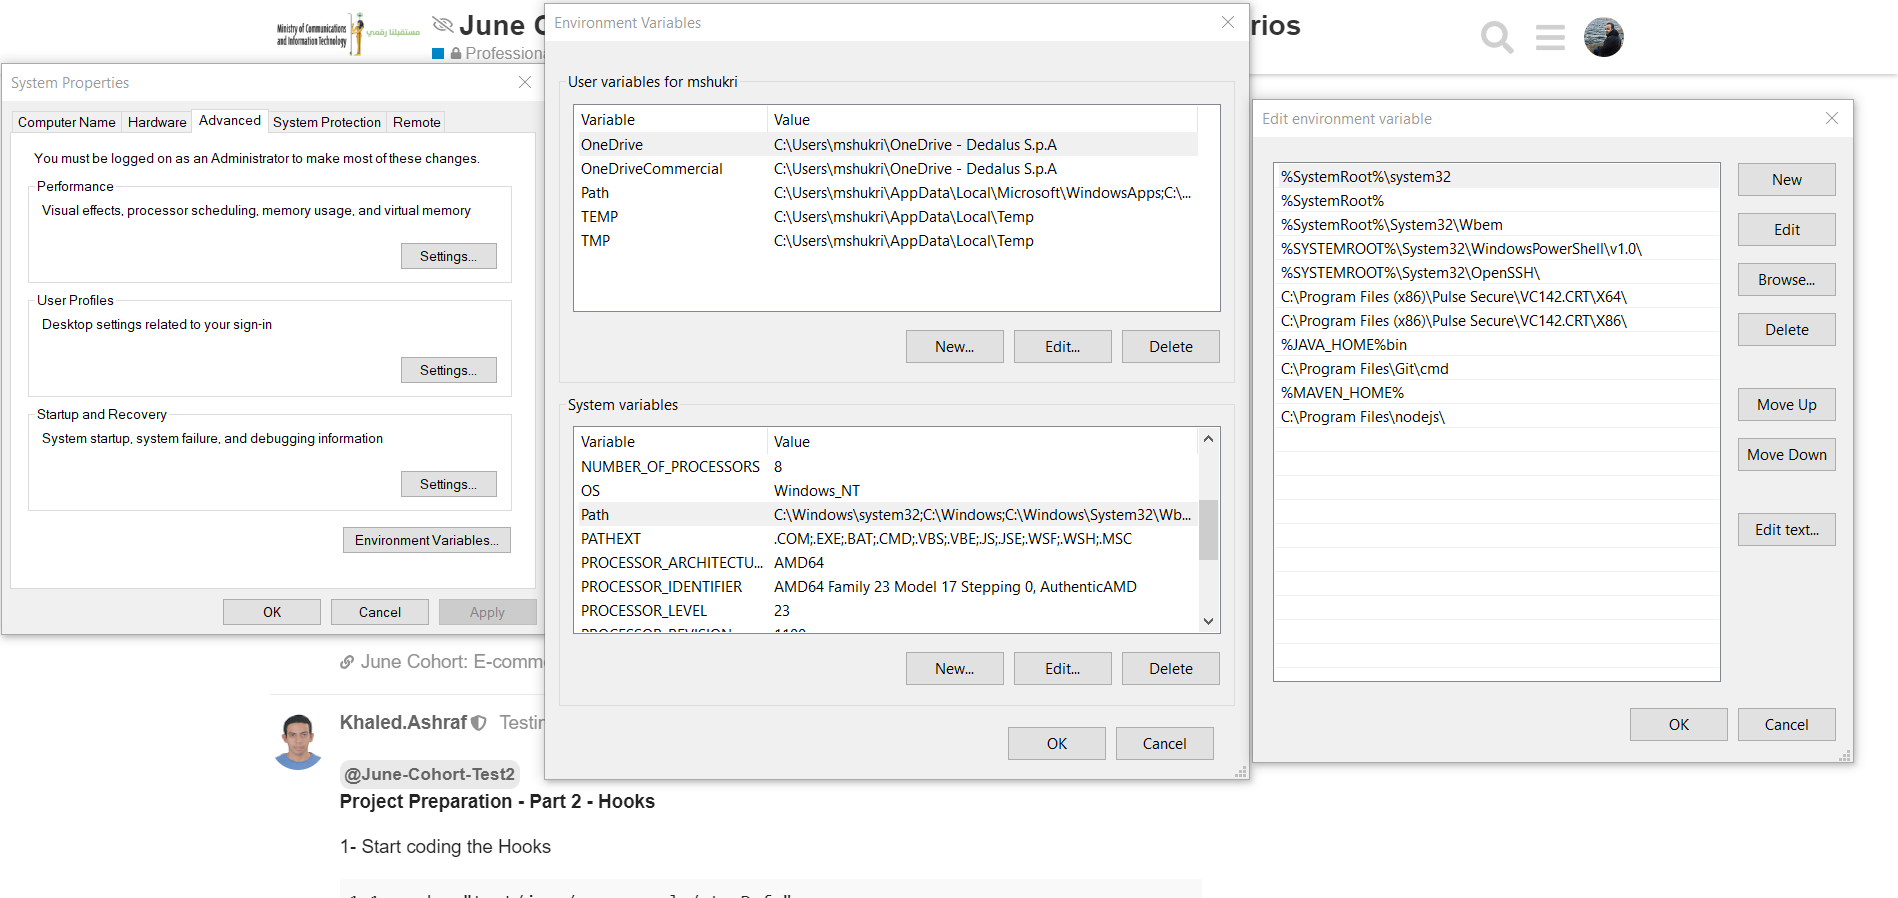 Ministry of Communications
and Information Technology
مستقبلنا رقمي
June C
rios
Professiona
System Properties
Computer Name
Hardware
Advanced
System Protection
Remote
You must be logged on as an Administrator to make most of these changes.
Performance
Visual effects, processor scheduling, memory usage, and virtual memory
Settings...
User Profiles
Desktop settings related to your sign-in
Settings...
Startup and Recovery
System startup, system failure, and debugging information
Settings...
Environment Variables...
OK
Cancel
Apply
Environment Variables
User variables for mshukri
Variable Value
OneDrive C:\Users\mshukri\OneDrive - Dedalus S.p.A
OneDriveCommercial C:\Users\mshukri\OneDrive - Dedalus S.p.A
Path C:\Users\mshukri\AppData\Local\Microsoft\WindowsApps;C:\...
TEMP C:\Users\mshukri\AppData\Local\Temp
TMP C:\Users\mshukri\AppData\Local\Temp
New...
Edit...
Delete
System variables
Variable Value
NUMBER_OF_PROCESSORS 8
OS Windows_NT
Path C:\Windows\system32;C:\Windows;C:\Windows\System32\Wb...
PATHEXT .COM;.EXE;.BAT;.CMD;.VBS;.VBE;.JS;.JSE;.WSF;.WSH;.MSC
PROCESSOR_ARCHITECTU... AMD64
PROCESSOR_IDENTIFIER AMD64 Family 23 Model 17 Stepping 0, AuthenticAMD
PROCESSOR_LEVEL 23
PROCESSOR_REVISION 1100
New...
Edit...
Delete
OK
Cancel
Edit environment variable
%SystemRoot%\system32
%SystemRoot%
%SystemRoot%\System32\Wbem
%SYSTEMROOT%\System32\WindowsPowerShell\v1.0\
%SYSTEMROOT%\System32\OpenSSH\
C:\Program Files (x86)\Pulse Secure\VC142.CRT\X64\
C:\Program Files (x86)\Pulse Secure\VC142.CRT\X86\
%JAVA_HOME%bin
C:\Program Files\Git\cmd
%MAVEN_HOME%
C:\Program Files\nodejs\
New
Edit
Browse...
Delete
Move Up
Move Down
Edit text...
OK
Cancel
June Cohort: E-comme
Khaled.Ashraf Testin
@June-Cohort-Test2
Project Preparation - Part 2 - Hooks
1- Start coding the Hooks